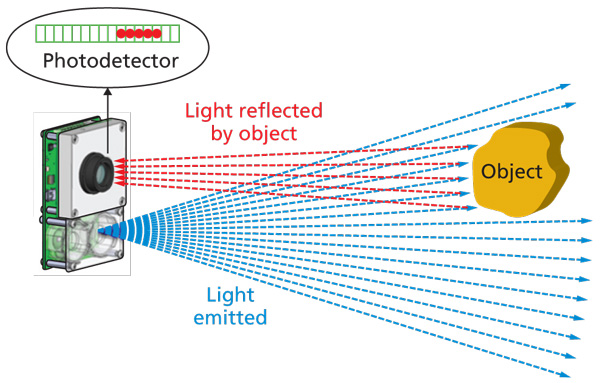 Photodetector
Light reflected
by object
Object
Light
emitted